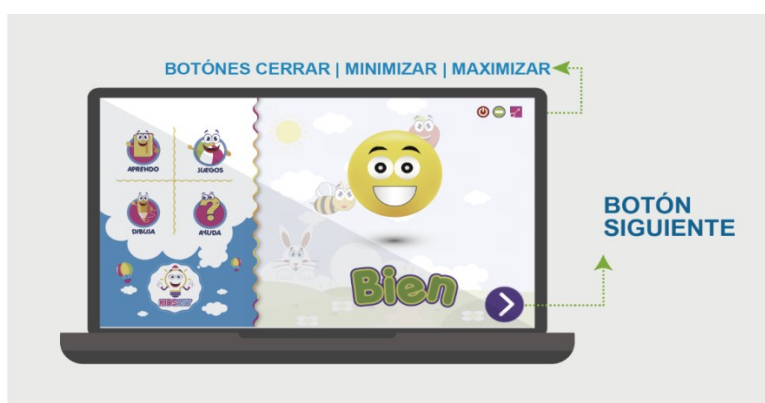 BOTÓNES CERRAR | MINIMIZAR | MAXIMIZAR
APRENDO
JUEGOS
DIBUJA
AYUDA
Bien
BOTÓN
SIGUIENTE